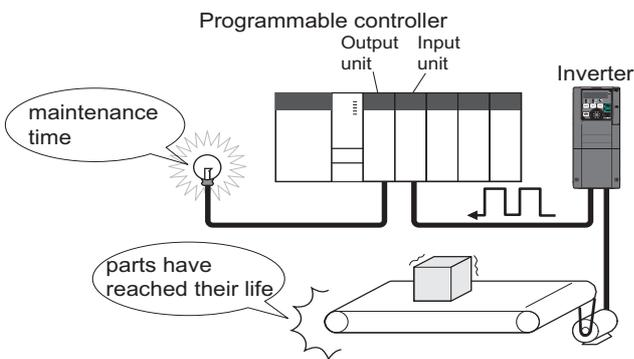 Programmable controller
Output
unit
Input
unit
Inverter
maintenance
time
parts have
reached their life